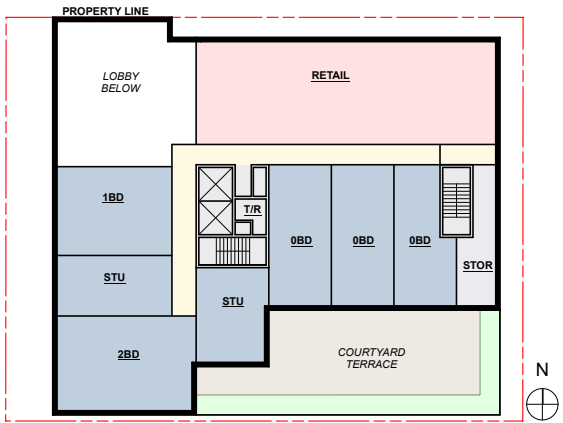 PROPERTY LINE
LOBBY
BELOW
RETAIL
1BD
T/R
0BD
0BD
0BD
STOR
STU
STU
2BD
COURTYARD
TERRACE
N